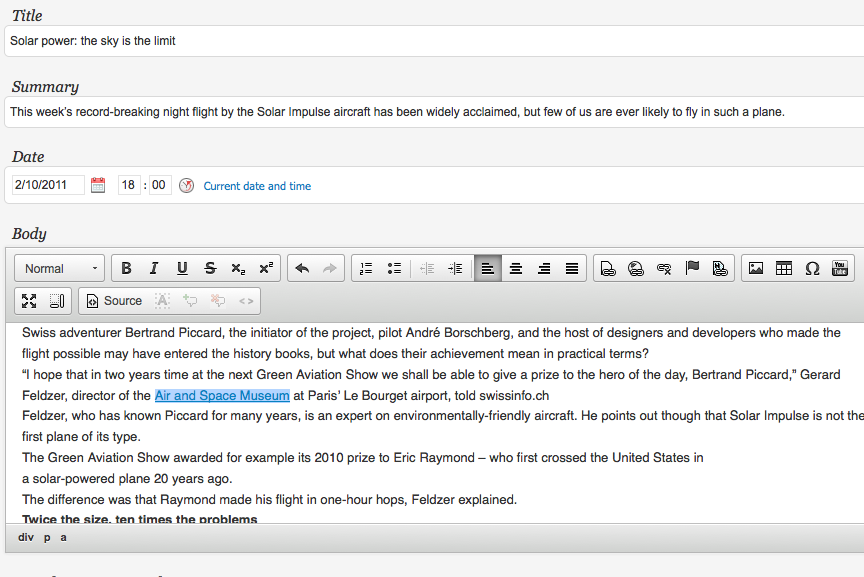 Title
Solar power: the sky is the limit
Summary
This week's record-breaking night flight by the Solar Impulse aircraft has been widely acclaimed, but few of us are ever likely to fly in such a plane.
Date
2/10/2011 18 : 00 Current date and time
Body
Normal B I U S x₂ x² Ω You Tube
Source A
Swiss adventurer Bertrand Piccard, the initiator of the project, pilot André Borschberg, and the host of designers and developers who made the
flight possible may have entered the history books, but what does their achievement mean in practical terms?
“I hope that in two years time at the next Green Aviation Show we shall be able to give a prize to the hero of the day, Bertrand Piccard,” Gerard
Feldzer, director of the Air and Space Museum at Paris’ Le Bourget airport, told swissinfo.ch
Feldzer, who has known Piccard for many years, is an expert on environmentally-friendly aircraft. He points out though that Solar Impulse is not the
first plane of its type.
The Green Aviation Show awarded for example its 2010 prize to Eric Raymond – who first crossed the United States in
a solar-powered plane 20 years ago.
The difference was that Raymond made his flight in one-hour hops, Feldzer explained.
Twice the size, ten times the problems
div p a